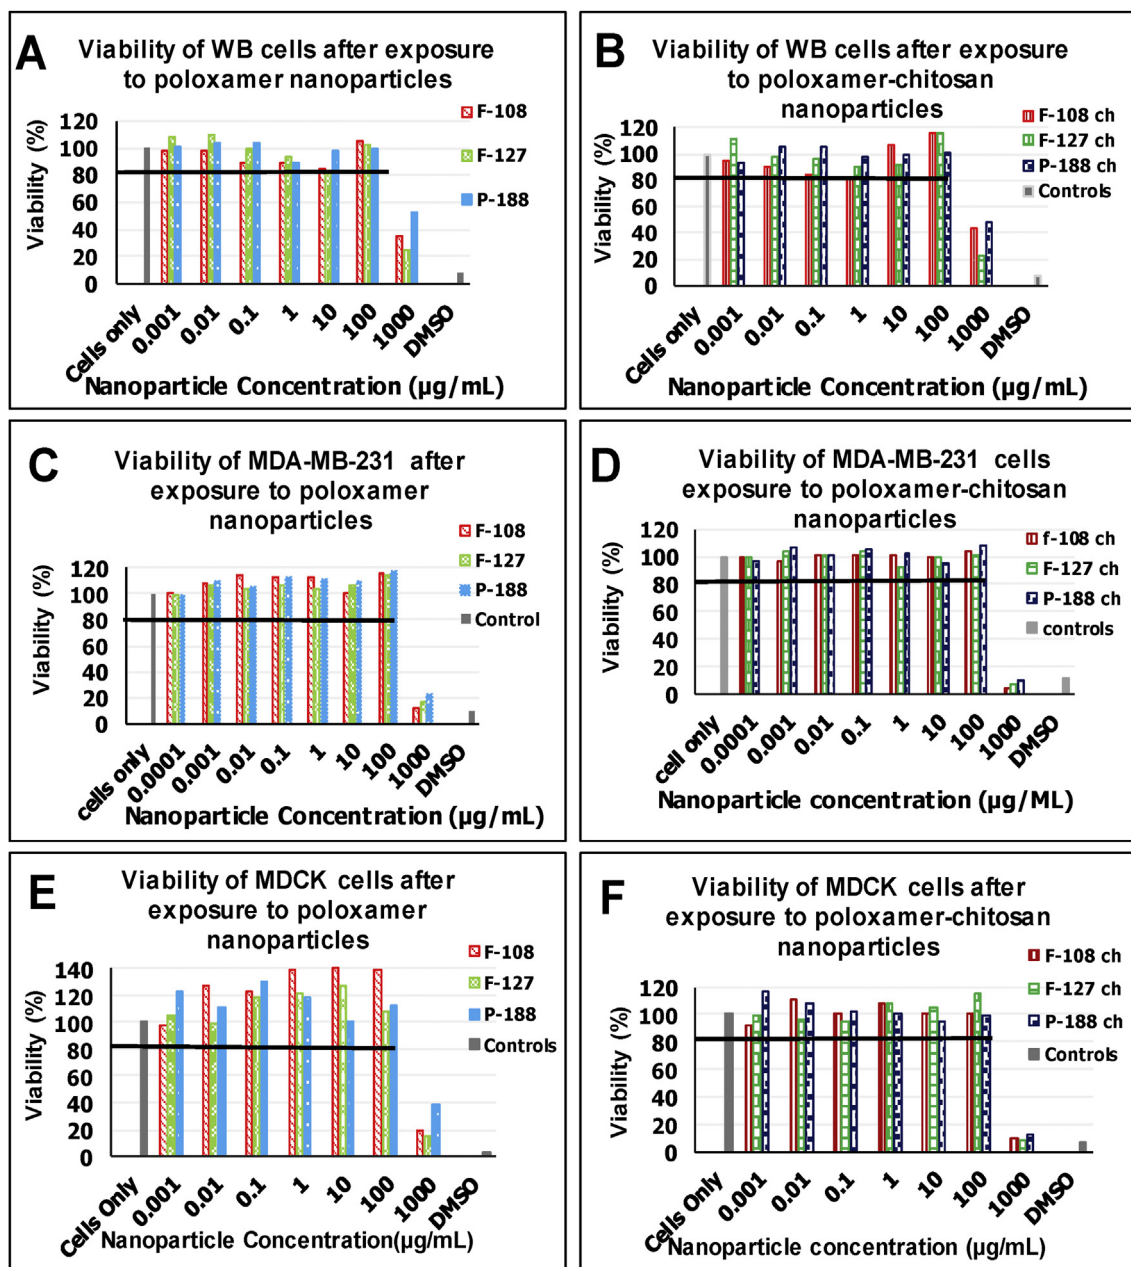 A
Viability of WB cells after exposure
to poloxamer nanoparticles
F-108
F-127
P-188
120
100
80
60
40
20
0
Viability (%)
Cells only
0.001
0.01
0.1
1
10
100
1000
DMSO
Nanoparticle Concentration (µg/mL)
B
Viability of WB cells after exposure
to poloxamer-chitosan
nanoparticles
F-108 ch
F-127 ch
P-188 ch
Controls
120
100
80
60
40
20
0
Viability (%)
Cells only
0.001
0.01
0.1
1
10
100
1000
DMSO
Nanoparticle Concentration (µg/mL)
C
Viability of MDA-MB-231 after
exposure to poloxamer
nanoparticles
F-108
F-127
P-188
Control
120
100
80
60
40
20
0
Viability (%)
cells only
0.0001
0.001
0.01
0.1
1
10
100
1000
DMSO
Nanoparticle Concentration (µg/mL)
D
Viability of MDA-MB-231 cells
exposure to poloxamer-chitosan
nanoparticles
f-108 ch
F-127 ch
P-188 ch
controls
120
100
80
60
40
20
0
Viability (%)
cell only
0.0001
0.001
0.01
0.1
1
10
100
1000
DMSO
Nanoparticle concentration (µg/ML)
E
Viability of MDCK cells after
exposure to poloxamer
nanoparticles
F-108
F-127
P-188
Controls
140
120
100
80
60
40
20
0
Viability (%)
Cells Only
0.001
0.01
0.1
1
10
100
1000
DMSO
Nanoparticle Concentration(µg/mL)
F
Viability of MDCK cells after
exposure to poloxamer-chitosan
nanoparticles
F-108 ch
F-127 ch
P-188 ch
Controls
120
100
80
60
40
20
0
Viability (%)
Cells Only
0.001
0.01
0.1
1
10
100
1000
DMSO
Nanoparticle concentration (µg/mL)